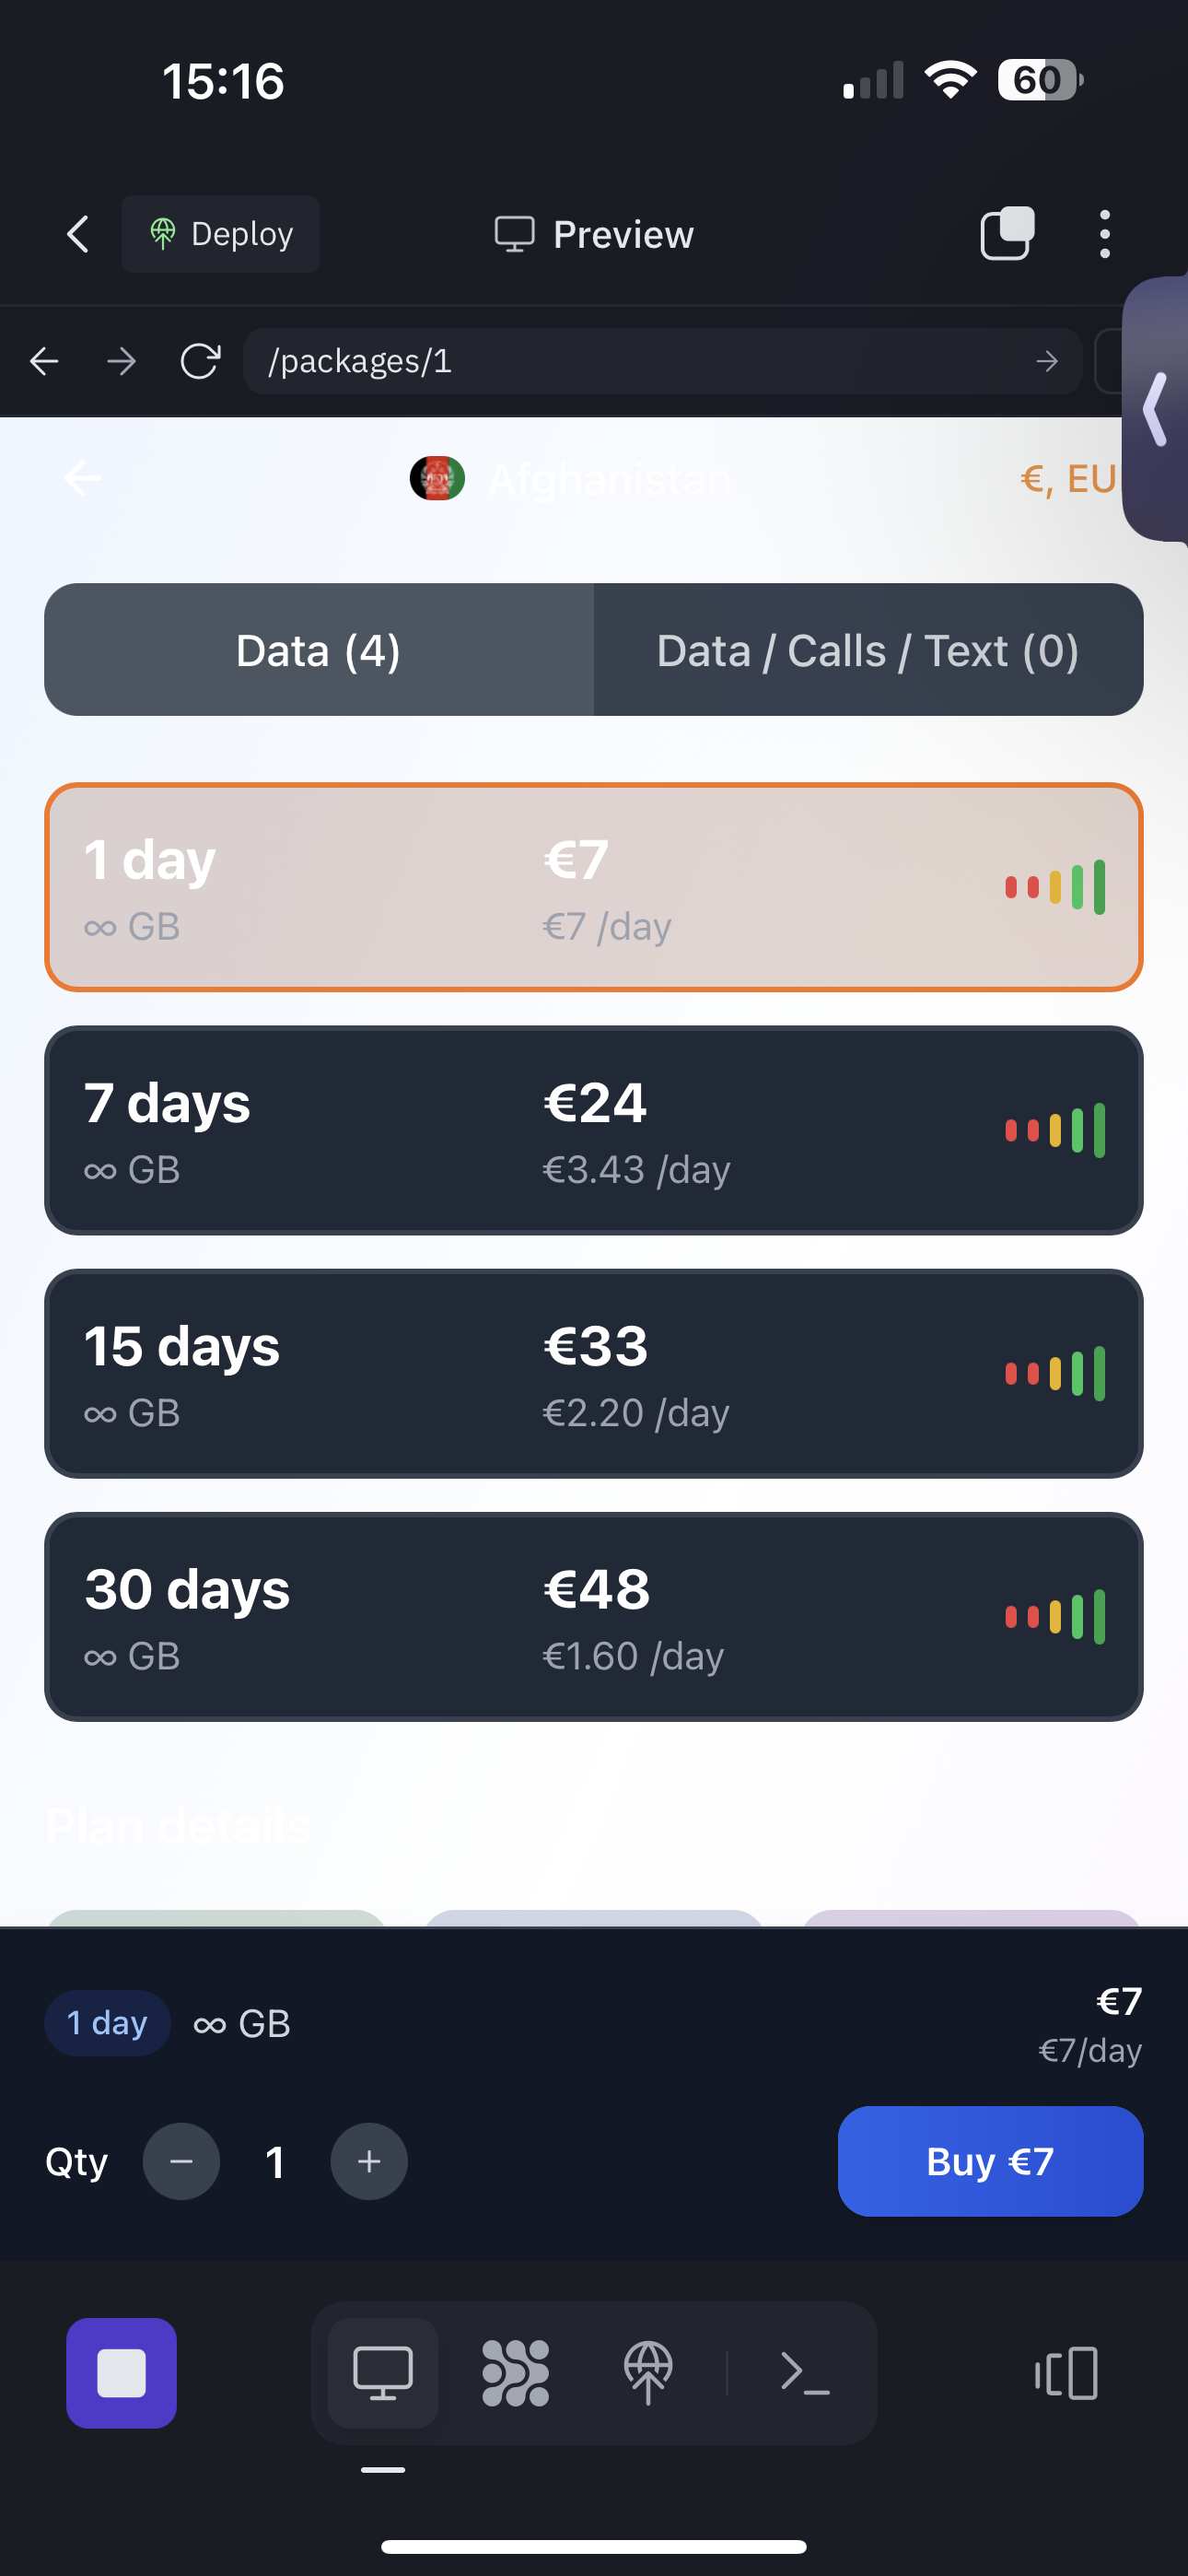 15:16
60
Deploy
Preview
/packages/1
Afghanistan
€, EU
Data (4)
Data / Calls / Text (0)
1 day
€7
∞ GB
€7 /day
7 days
€24
∞ GB
€3.43 /day
15 days
€33
∞ GB
€2.20 /day
30 days
€48
∞ GB
€1.60 /day
Plan details
1 day
∞ GB
€7
€7/day
Qty
1
Buy €7